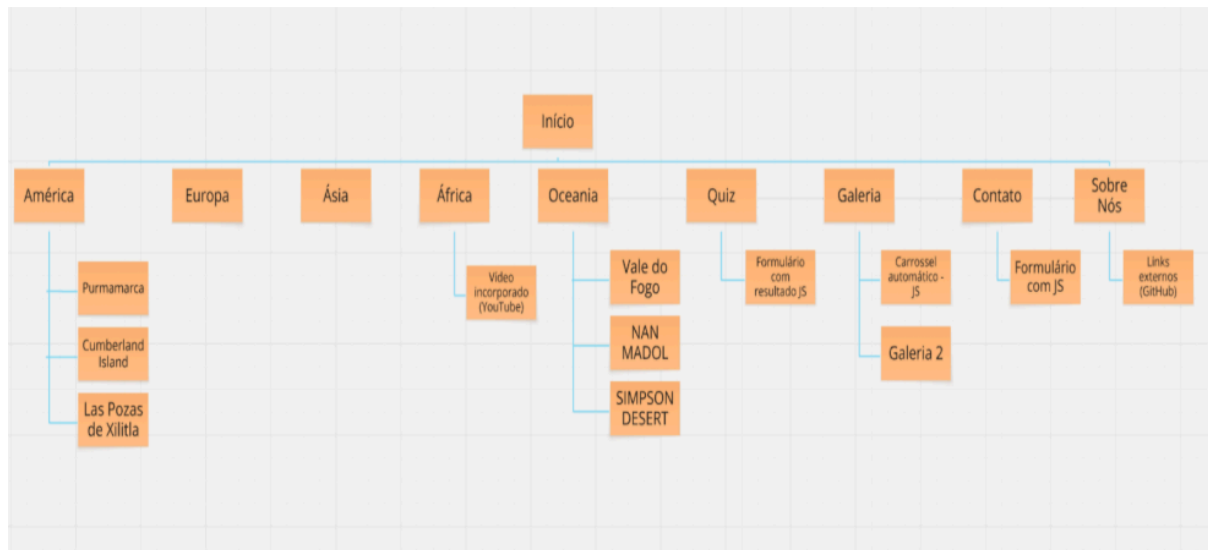 Início
América
Europa
Ásia
África
Oceania
Quiz
Galeria
Contato
Sobre
Nós
Purmamarca
Cumberland
Island
Las Pozas
de Xilitla
Video
incorporado
(YouTube)
Vale do
Fogo
NAN
MADOL
SIMPSON
DESERT
Formulário
com
resultado JS
Carrossel
automático -
JS
Galeria 2
Formulário
com JS
Links
externos
(GitHub)